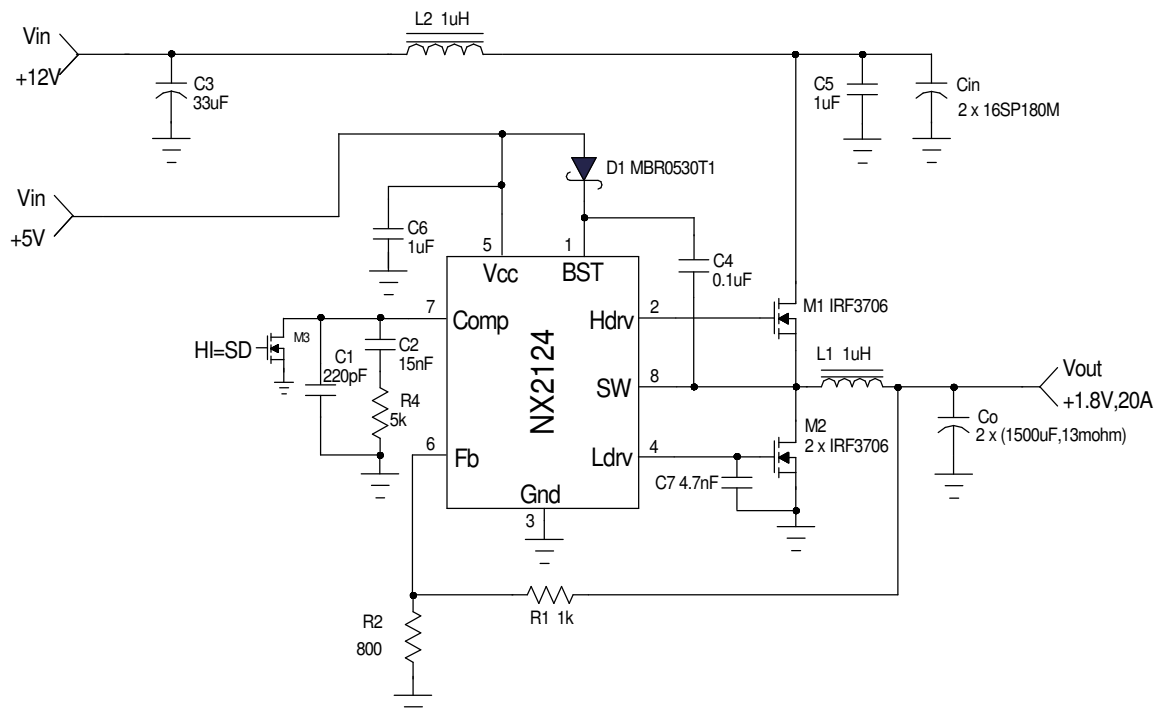 L2 1uH
Vin
+12V
C3
33uF
C5
1uF
Cin
2 x 16SP180M
D1 MBR0530T1
Vin
+5V
C6
1uF
5
1
Vcc
BST
C4
0.1uF
7
Comp
Hdrv
2
M1 IRF3706
HI=SD
M3
C1
220pF
C2
15nF
R4
5k
NX2124
SW
8
L1 1uH
Vout
+1.8V,20A
Co
2 x (1500uF,13mohm)
M2
2 x IRF3706
6
Fb
Ldrv
4
C7 4.7nF
Gnd
3
R1 1k
R2
800